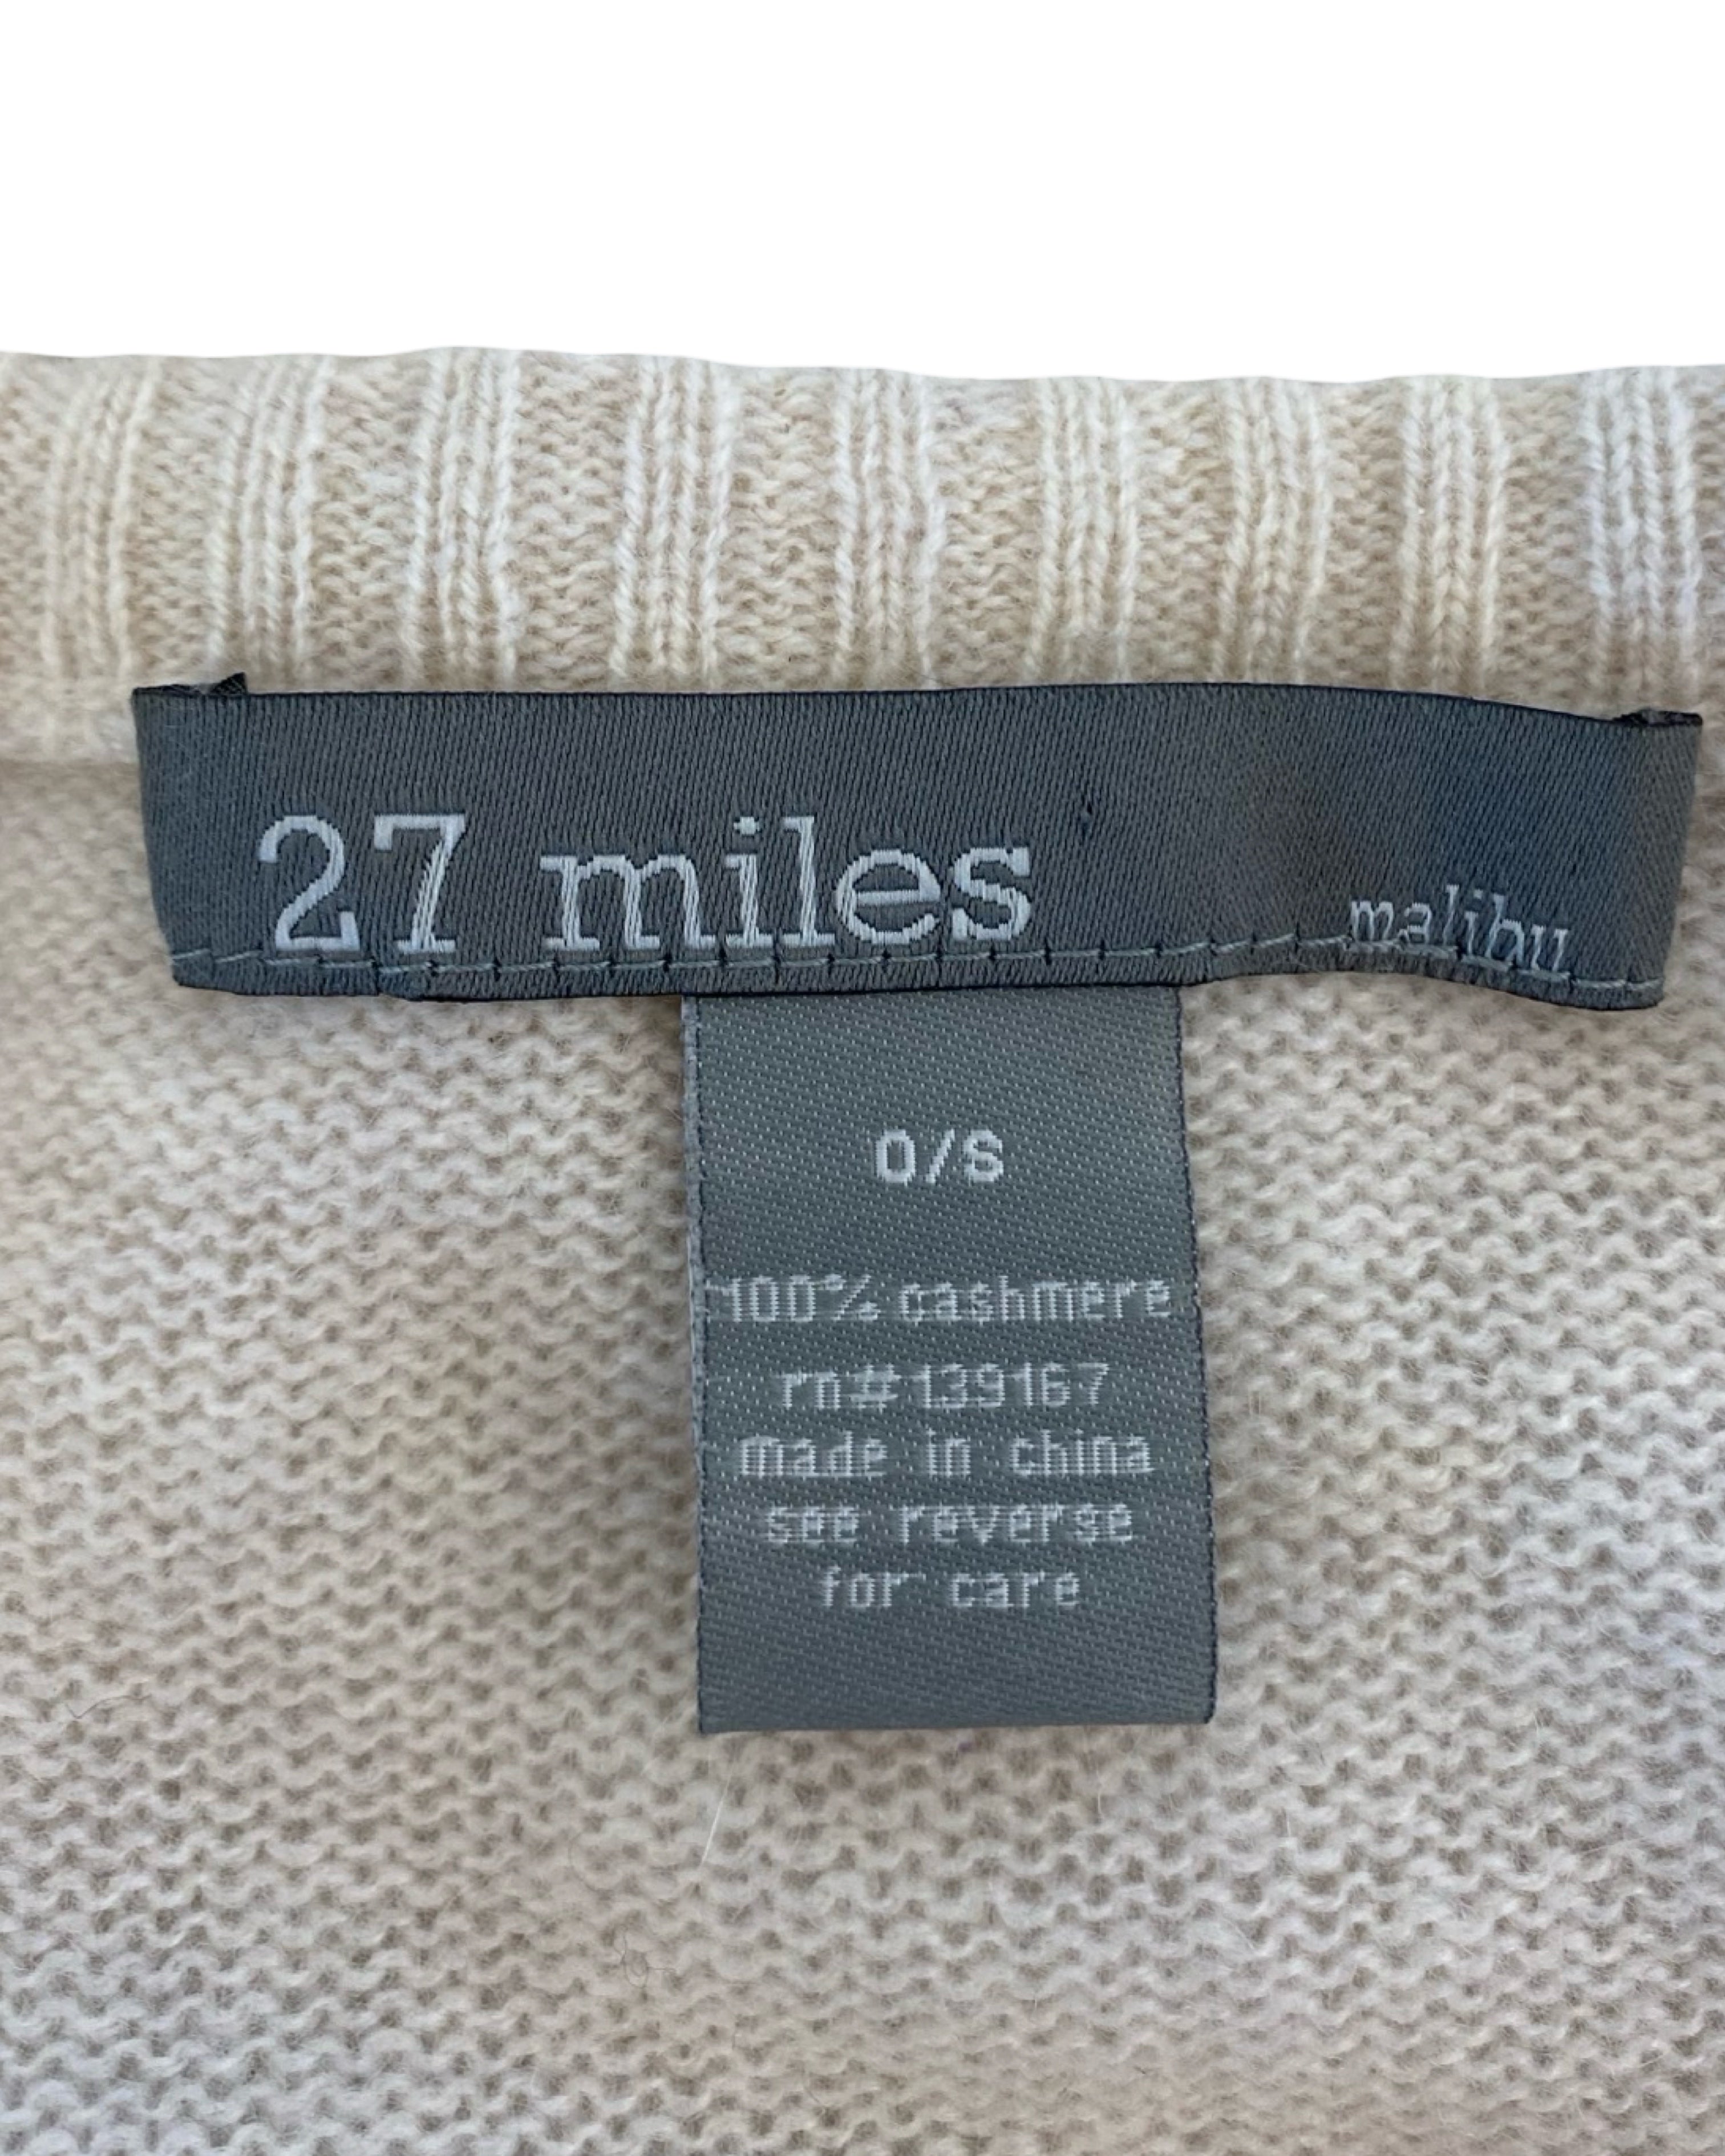 27 miles malibu
O/S
100% cashmere
rn#139167
made in china
see reverse
for care